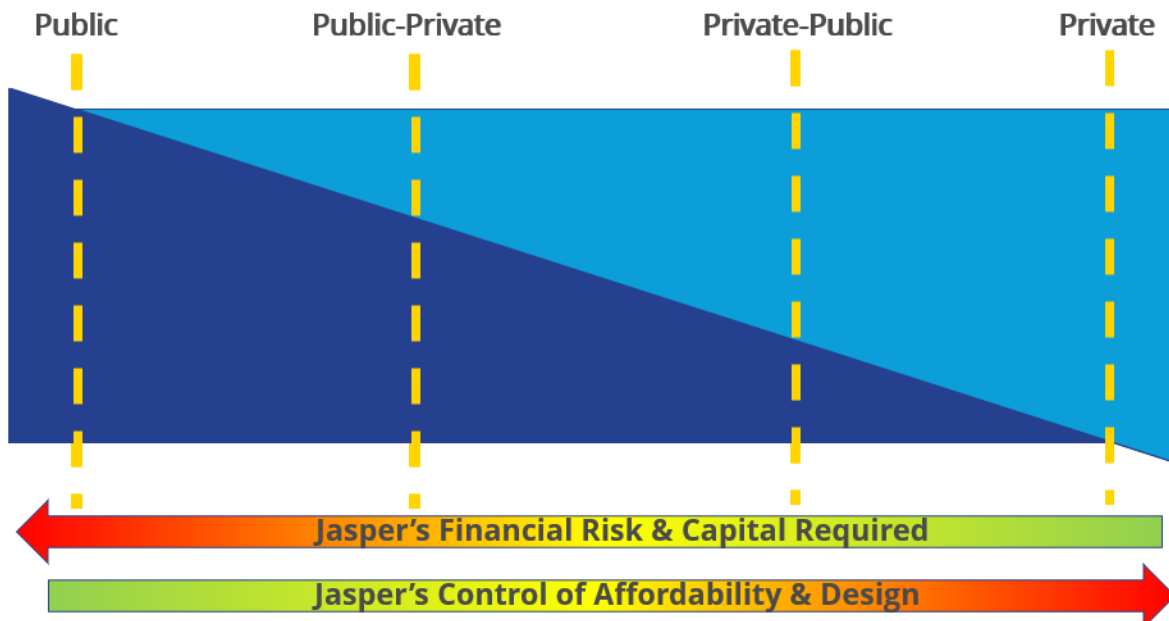 Public
Public-Private
Private-Public
Private
Jasper's Financial Risk & Capital Required
Jasper's Control of Affordability & Design